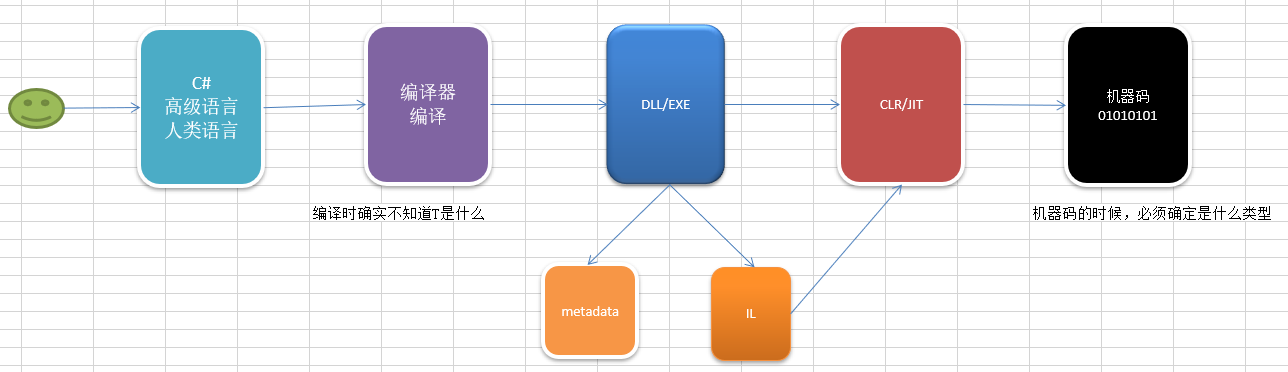 C#
高级语言
人类语言
编译器
编译
DLL/EXE
CLR/JIT
机器码
01010101
编译时确实不知道T是什么
机器码的时候，必须确定是什么类型
metadata
IL